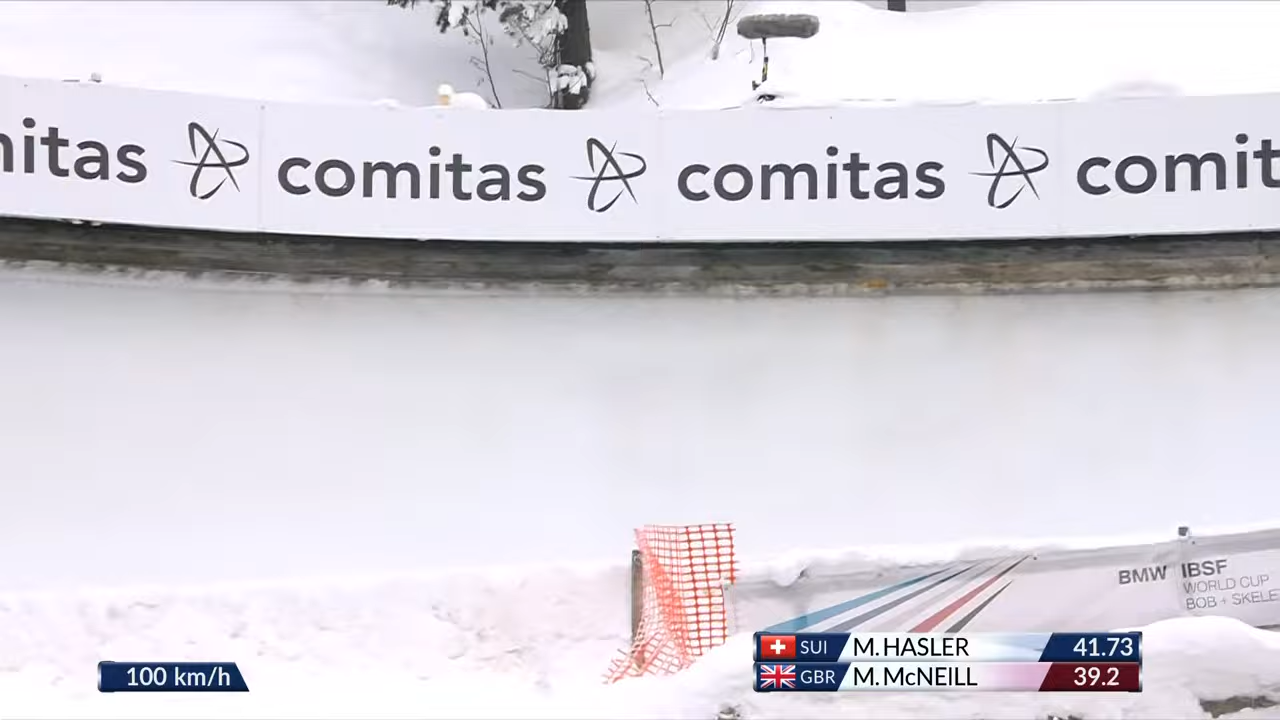 mitas comitas comitas comit
BMW IBSF
WORLD CUP
BOB + SKELE
SUI M. HASLER 41.73
GBR M. McNEILL 39.2
100 km/h